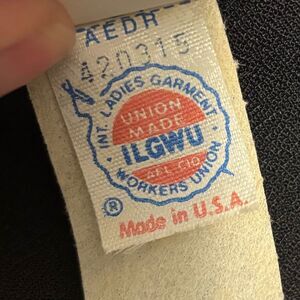 AEDR
420315
INT. LADIES GARMENT
UNION
MADE
ILGWU
AFL CIO
WORKERS UNION
®
Made in U.S.A.